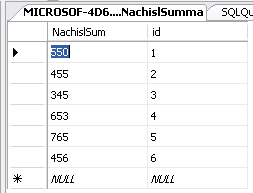 MICROSOF-4D6....NachislSumma SQLQu
NachislSum id
550 1
455 2
345 3
653 4
765 5
456 6
NULL NULL